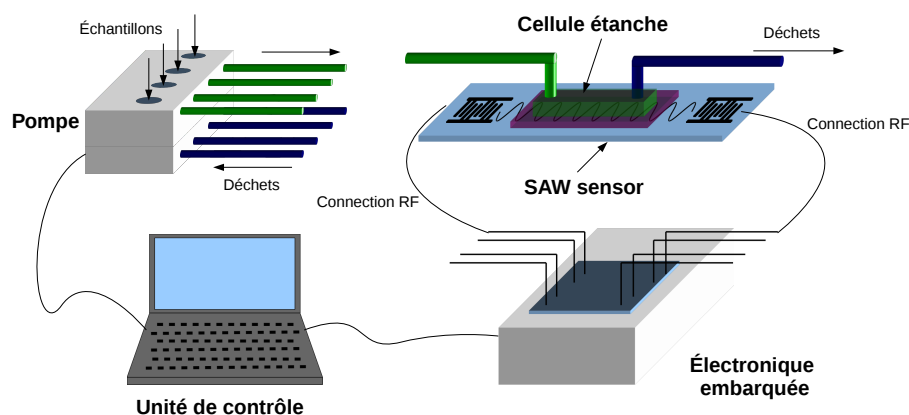 Échantillons
Cellule étanche
Déchets
Pompe
Connection RF
Déchets
SAW sensor
Connection RF
Électronique
embarquée
Unité de contrôle